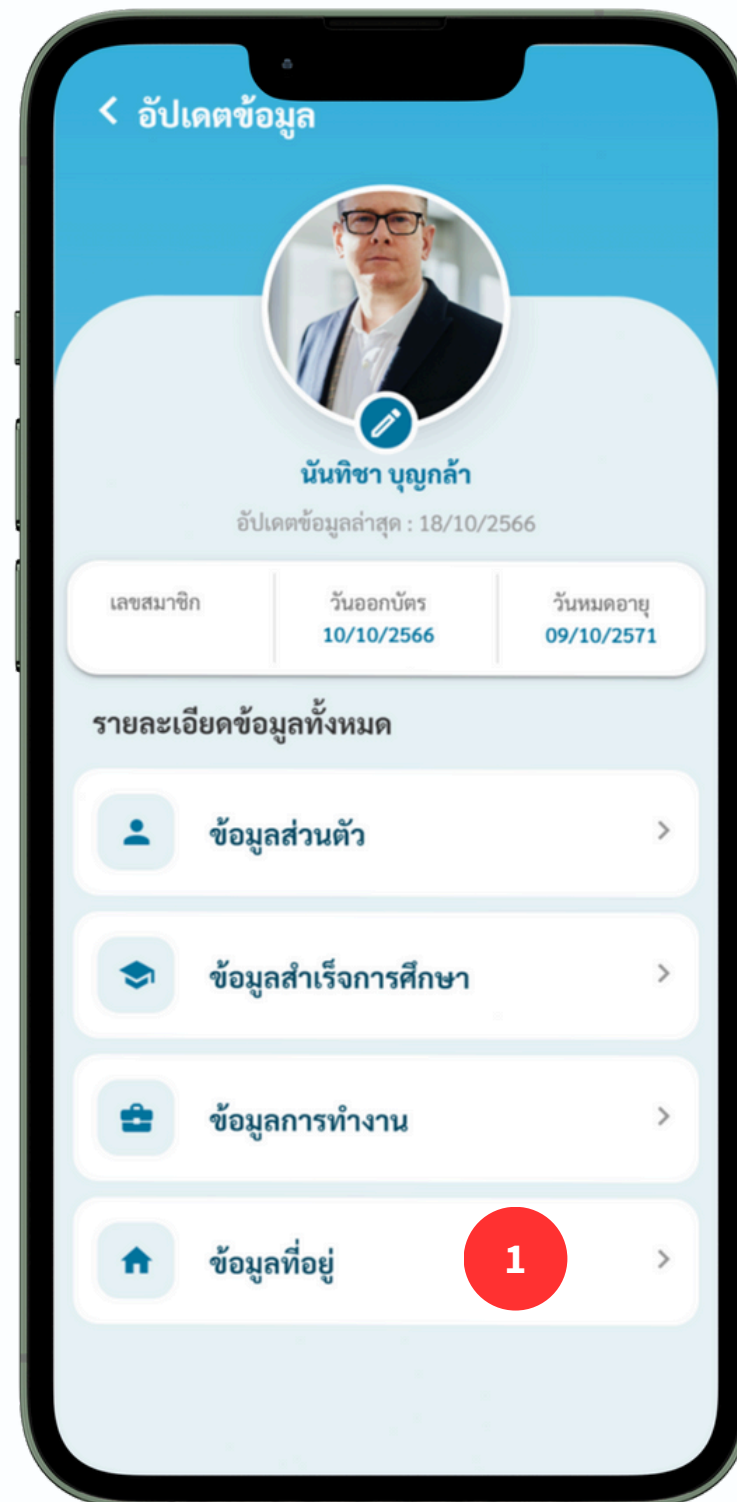 อัปเดตข้อมูล
นันทิชา บุญกล้า
อัปเดตข้อมูลล่าสุด : 18/10/2566
เลขสมาชิก
วันออกบัตร
10/10/2566
วันหมดอายุ
09/10/2571
รายละเอียดข้อมูลทั้งหมด
ข้อมูลส่วนตัว
ข้อมูลสำเร็จการศึกษา
ข้อมูลการทำงาน
ข้อมูลที่อยู่
1